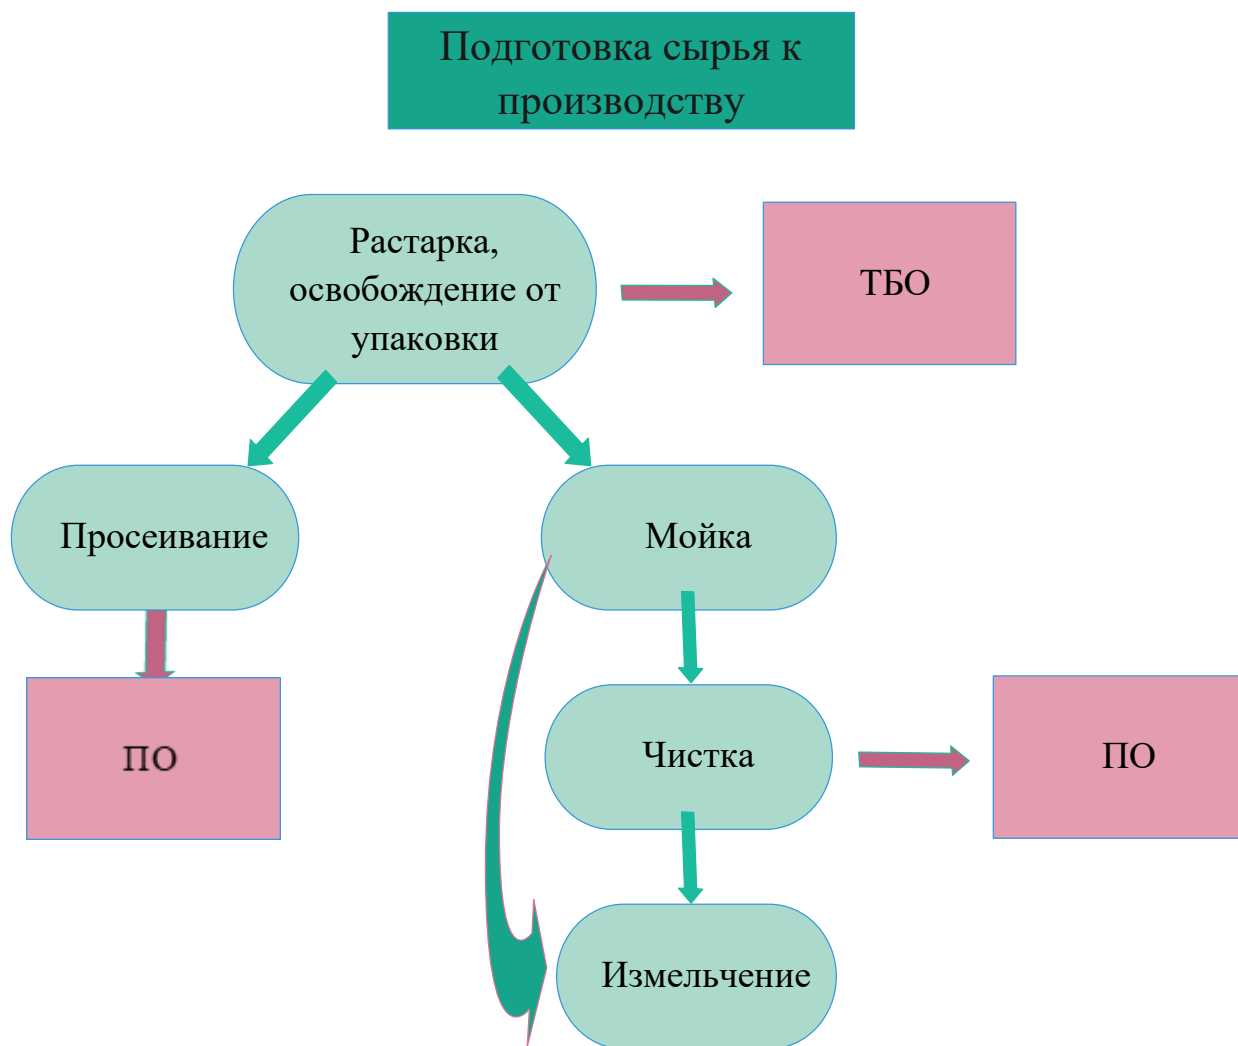 Подготовка сырья к
производству
Растарка,
освобождение от
упаковки
ТБО
Просеивание
Мойка
ПО
Чистка
ПО
Измельчение